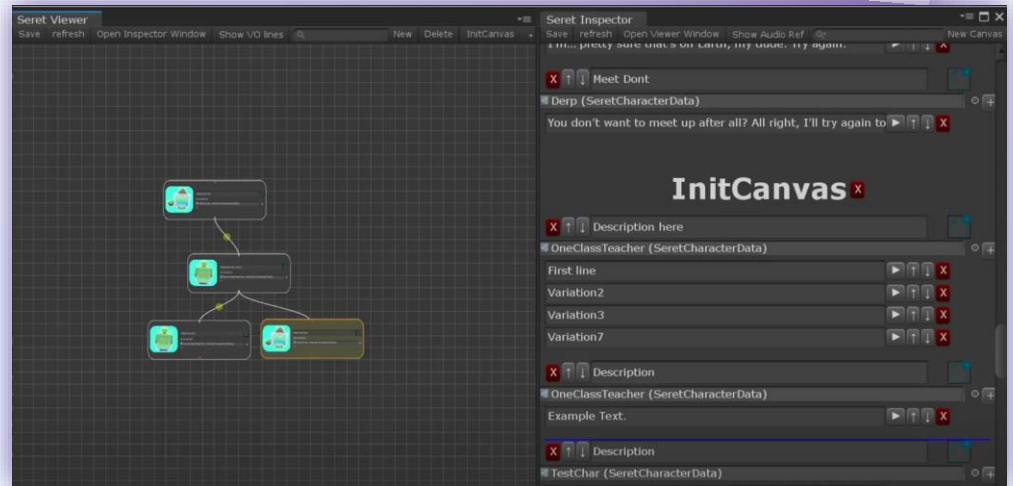 Seret Viewer
Save refresh Open Inspector Window Show I/O lines New Delete InitCanvas
Seret Inspector
Save refresh Open Viewer Window Show Audio Ref New Canvas
I'm... pretty sure that's on Earth, my dude. Try again.
X ↑ ↓ Meet Dont
Derp (SeretCharacterData)
You don't want to meet up after all? All right, I'll try again to
InitCanvas X
X ↑ ↓ Description here
OneClassTeacher (SeretCharacterData)
First line
Variation2
Variation3
Variation7
X ↑ ↓ Description
OneClassTeacher (SeretCharacterData)
Example Text.
X ↑ ↓ Description
TestChar (SeretCharacterData)